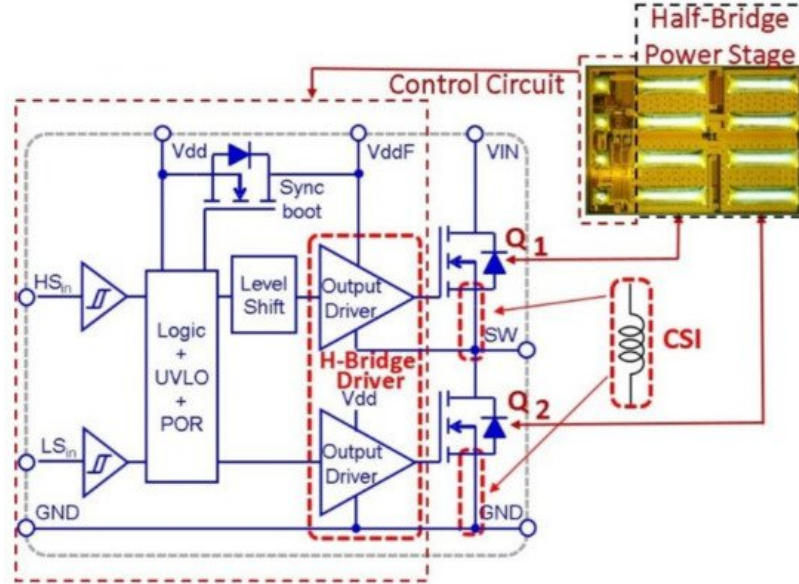 Half-Bridge
Power Stage
Control Circuit
Vdd
VddF
VIN
Sync
boot
Q1
HSin
Level
Shift
Output
Driver
Logic
+
UVLO
+
POR
SW
CSI
H-Bridge
Driver
Vdd
Q2
LSin
Output
Driver
GND
GND